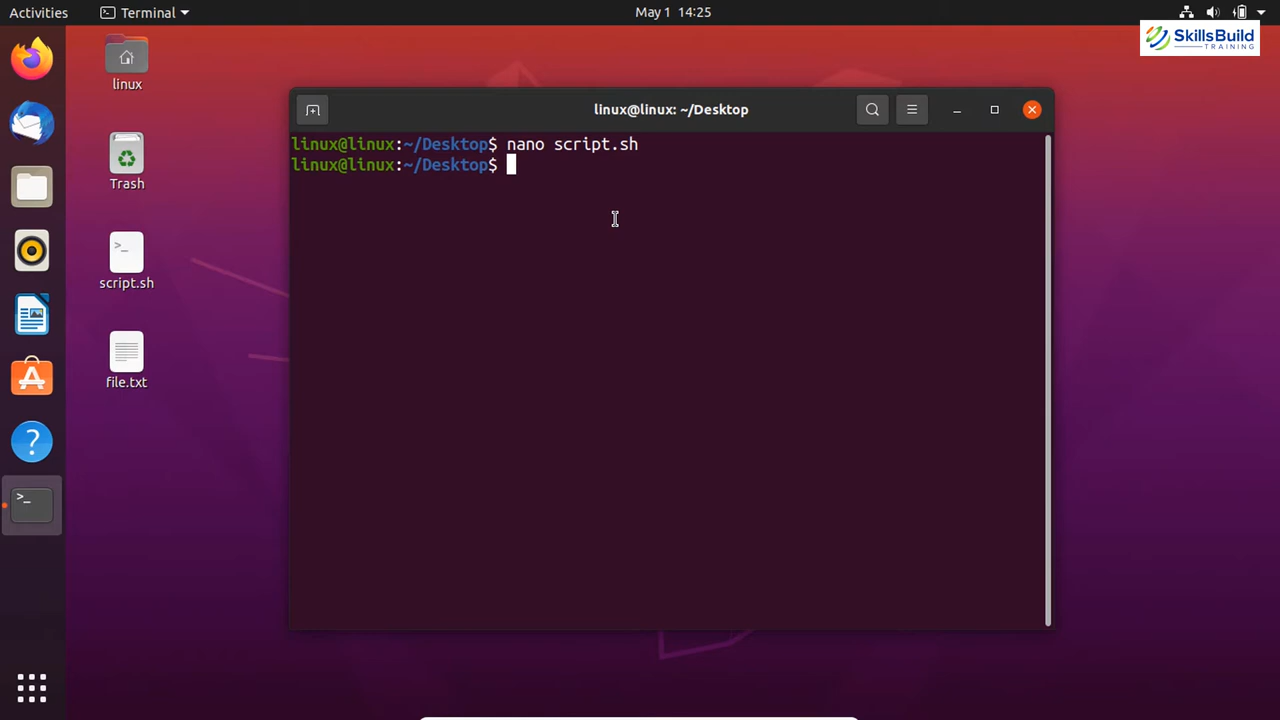 Activities
Terminal
May 1 14:25
SkillsBuild
TRAINING
linux
Trash
script.sh
file.txt
linux@linux: ~/Desktop
linux@linux:~/Desktop$ nano script.sh
linux@linux:~/Desktop$